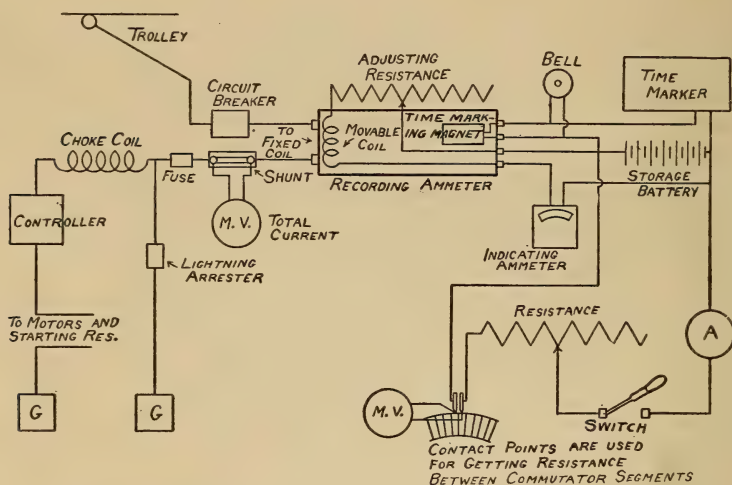 TROLLEY
CIRCUIT
BREAKER
ADJUSTING
RESISTANCE
BELL
TIME
MARKER
CHOKE COIL
TO
FIXED
COIL
MOVABLE
COIL
TIME MARK-
ING MAGNET
FUSE
SHUNT
RECORDING AMMETER
STORAGE
BATTERY
CONTROLLER
M.V.
TOTAL
CURRENT
LIGHTNING
ARRESTER
INDICATING
AMMETER
TO MOTORS AND
STARTING RES.
RESISTANCE
A
G
G
M.V.
SWITCH
CONTACT POINTS ARE USED
FOR GETTING RESISTANCE
BETWEEN COMMUTATOR SEGMENTS